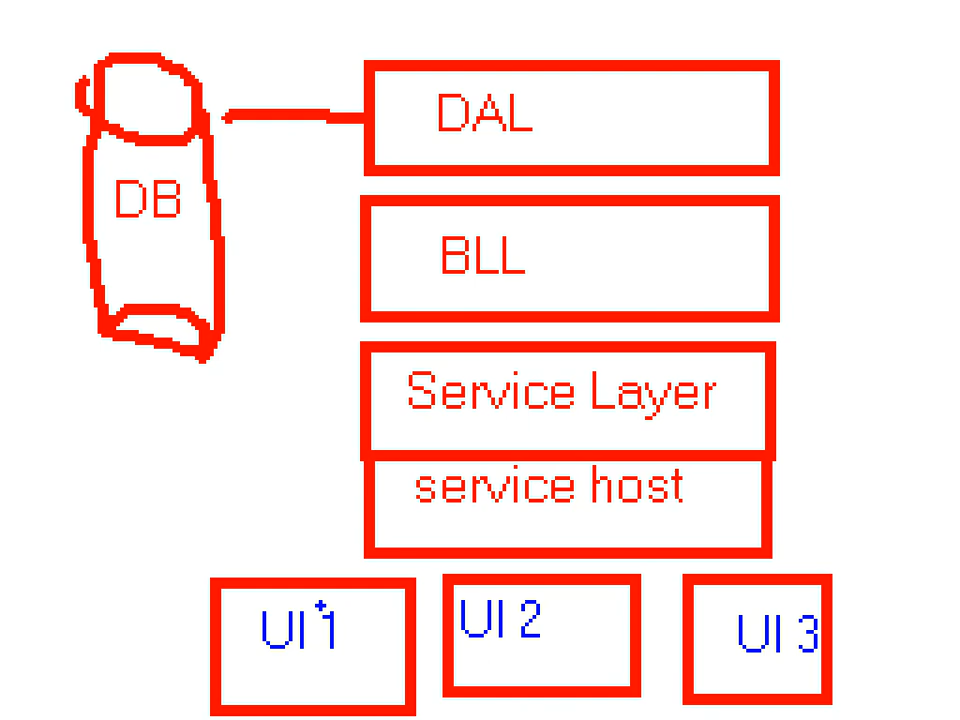 DAL
DB
BLL
Service Layer
service host
UI 1
UI 2
UI 3